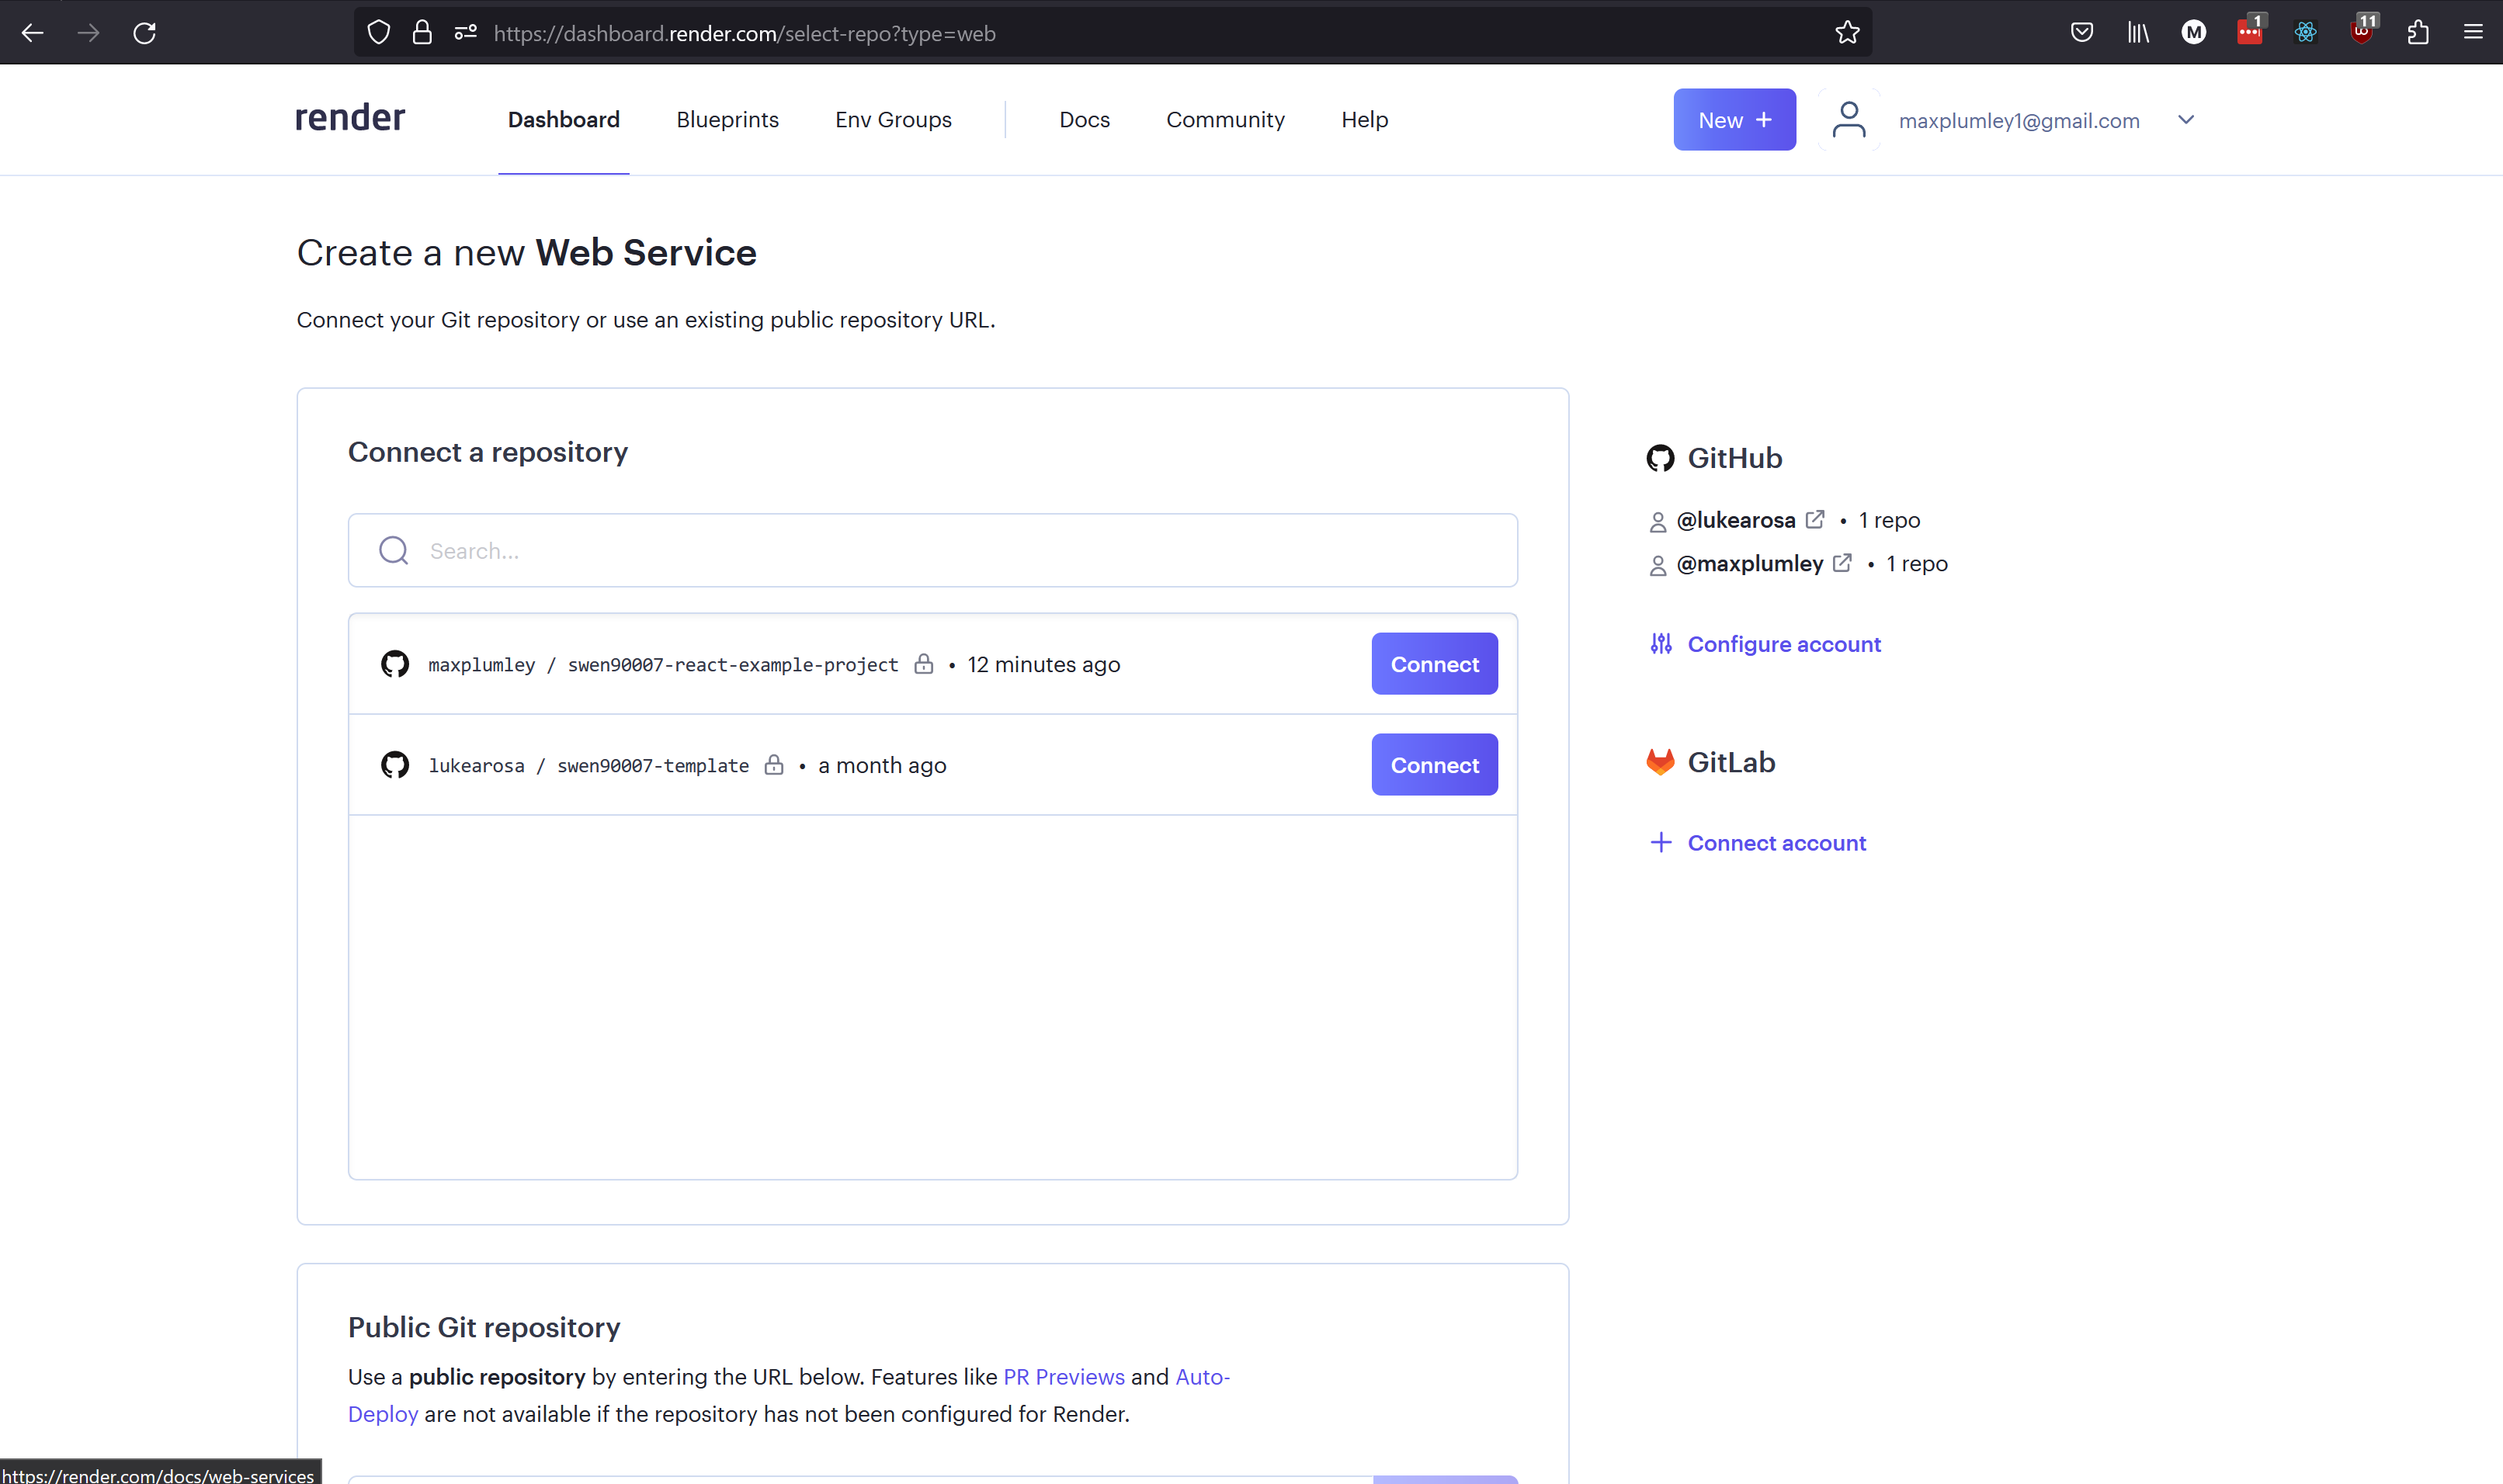 https://dashboard.render.com/select-repo?type=web
M
1
11
render
Dashboard
Blueprints
Env Groups
Docs
Community
Help
New +
maxplumley1@gmail.com
Create a new Web Service
Connect your Git repository or use an existing public repository URL.
Connect a repository
Search...
maxplumley / swen90007-react-example-project • 12 minutes ago
Connect
lukearosa / swen90007-template • a month ago
Connect
GitHub
@lukearosa • 1 repo
@maxplumley • 1 repo
Configure account
GitLab
Connect account
Public Git repository
Use a public repository by entering the URL below. Features like PR Previews and Auto-
Deploy are not available if the repository has not been configured for Render.
https://render.com/docs/web-services